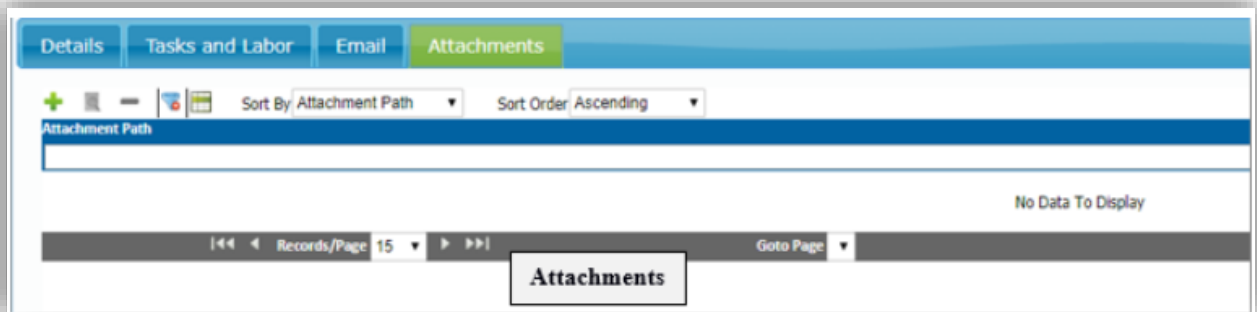 Details Tasks and Labor Email Attachments
Sort By Attachment Path Sort Order Ascending
Attachment Path
No Data To Display
Records/Page 15 Goto Page
Attachments